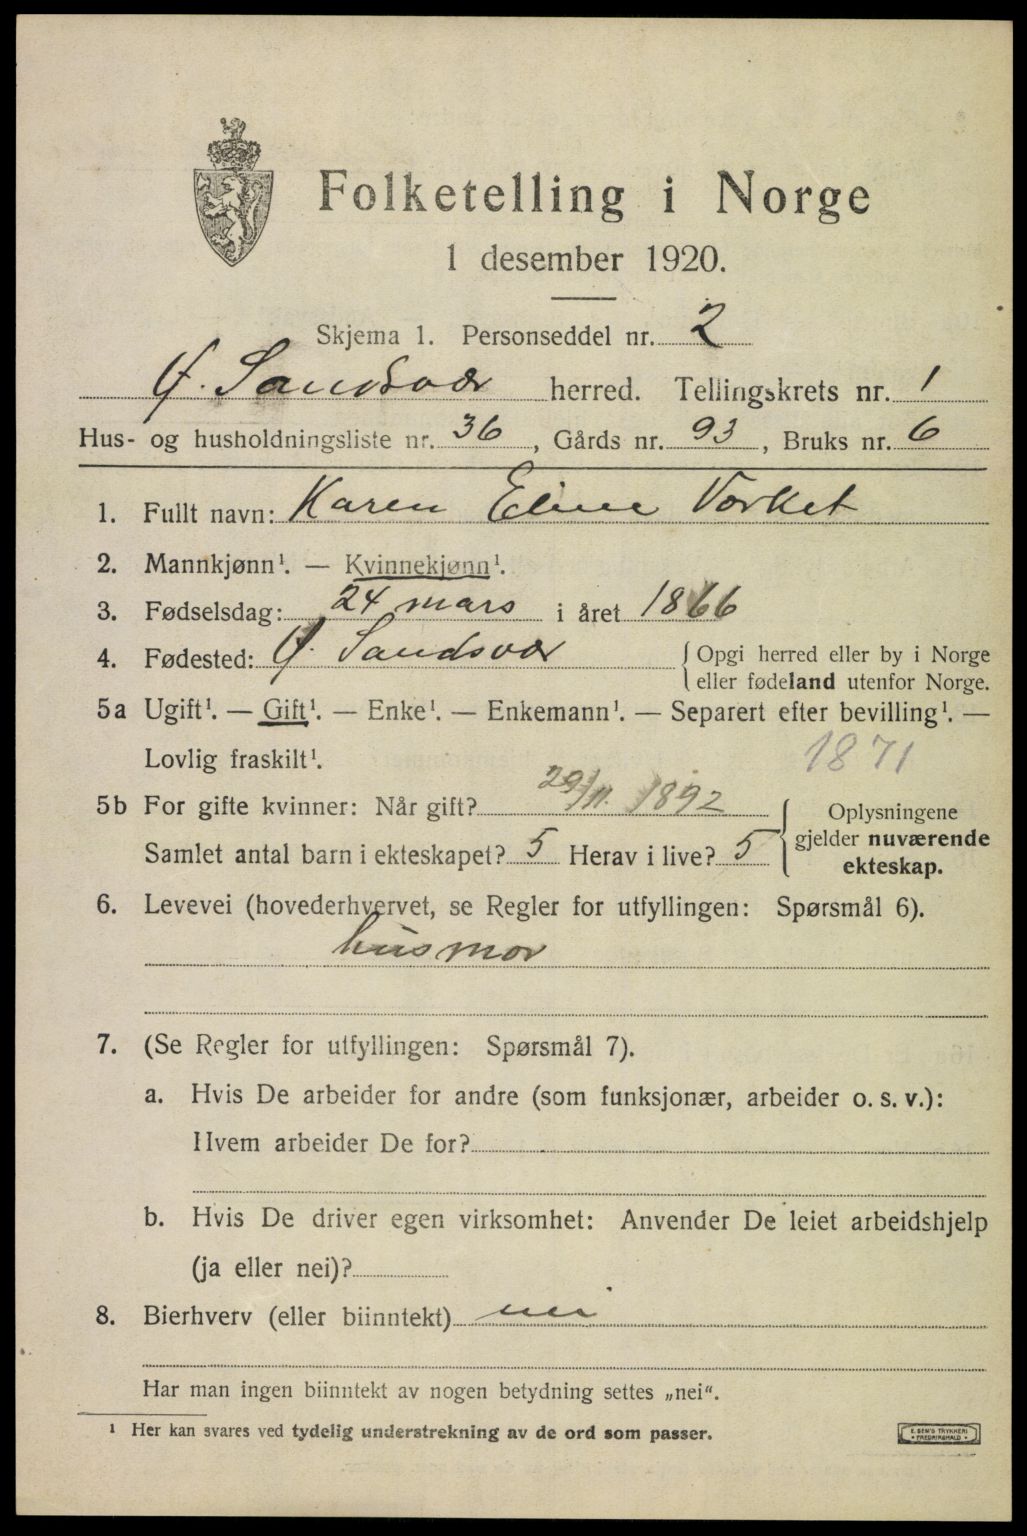 Folketelling i Norge
1 desember 1920.
Skjema 1. Personseddel nr. 2
Ø. Sandsvær herred. Tellingskrets nr. 1
Hus- og husholdningsliste nr. 36, Gårds nr. 93, Bruks nr. 6
1. Fullt navn: Karen Eline Vorket
2. Mannkjønn¹. — Kvinnekjønn¹.
3. Fødselsdag: 24 mars i året 1866
4. Fødested: Ø. Sandsvær { Opgi herred eller by i Norge
eller fødeland utenfor Norge.
5a Ugift¹. — Gift¹. — Enke¹. — Enkemann¹. — Separert efter bevilling¹. —
Lovlig fraskilt¹. 1871
5b For gifte kvinner: Når gift? 29/11. 1892
Samlet antal barn i ekteskapet? 5 Herav i live? 5
{ Oplysningene
gjelder nuværende
ekteskap.
6. Levevei (hovederhvervet, se Regler for utfyllingen: Spørsmål 6).
husmor
7. (Se Regler for utfyllingen: Spørsmål 7).
a. Hvis De arbeider for andre (som funksjonær, arbeider o. s. v.):
Hvem arbeider De for?
b. Hvis De driver egen virksomhet: Anvender De leiet arbeidshjelp
(ja eller nei)?
8. Bierhverv (eller biinntekt) nei
Har man ingen biinntekt av nogen betydning settes „nei“.
¹ Her kan svares ved tydelig understrekning av de ord som passer.
E. SEM'S TRYKKERI
* FREDRIKSHALD *